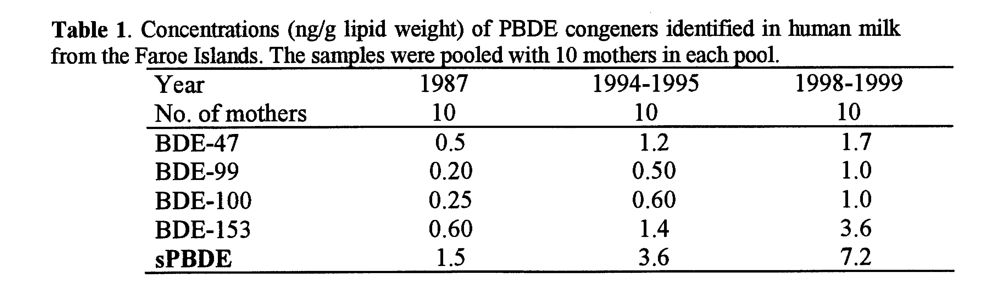 Table 1. Concentrations (ng/g lipid weight) of PBDE congeners identified in human milk
from the Faroe Islands. The samples were pooled with 10 mothers in each pool.
Year 1987 1994-1995 1998-1999
No. of mothers 10 10 10
BDE-47 0.5 1.2 1.7
BDE-99 0.20 0.50 1.0
BDE-100 0.25 0.60 1.0
BDE-153 0.60 1.4 3.6
sPBDE 1.5 3.6 7.2